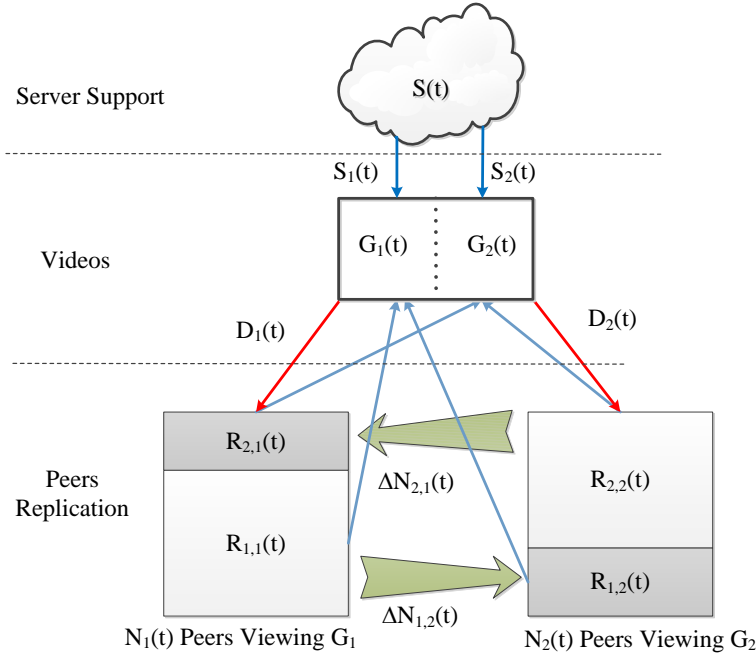 S(t)
Server Support
S1(t)
S2(t)
G1(t)
G2(t)
Videos
D1(t)
D2(t)
R2,1(t)
R2,2(t)
ΔN2,1(t)
Peers
Replication
R1,1(t)
R1,2(t)
ΔN1,2(t)
N1(t) Peers Viewing G1
N2(t) Peers Viewing G2